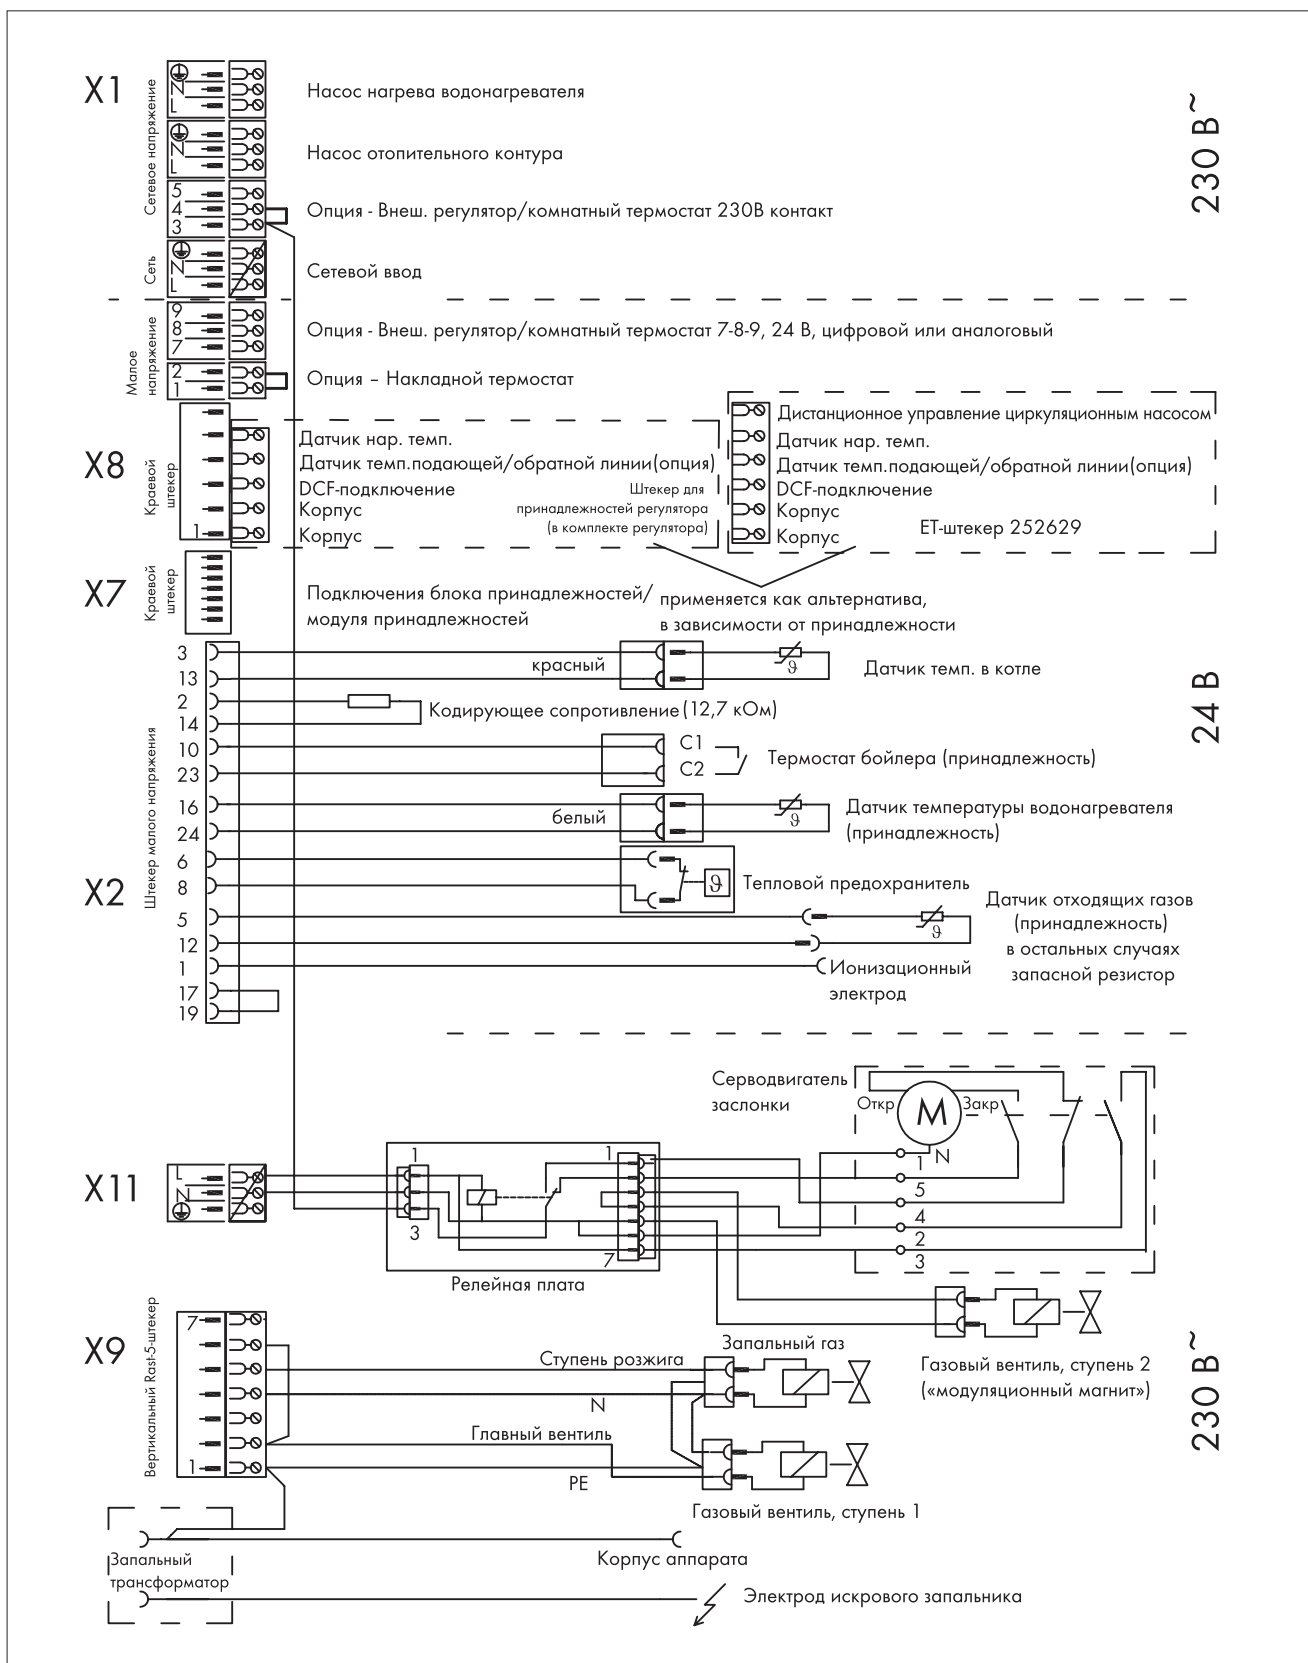 X1
Сетевое напряжение
N
L
Насос нагрева водонагревателя
N
L
Насос отопительного контура
5
4
3
Опция - Внеш. регулятор/комнатный термостат 230В контакт
Сеть
N
L
Сетевой ввод
230 В~
Малое
напряжение
9
8
7
Опция - Внеш. регулятор/комнатный термостат 7-8-9, 24 В, цифровой или аналоговый
2
1
Опция – Накладной термостат
X8
Краевой
штекер
1
Датчик нар. темп.
Датчик темп.подающей/обратной линии(опция)
DCF-подключение
Корпус
Корпус
Штекер для
принадлежностей регулятора
(в комплекте регулятора)
Дистанционное управление циркуляционным насосом
Датчик нар. темп.
Датчик темп.подающей/обратной линии(опция)
DCF-подключение
Корпус
Корпус
ET-штекер 252629
X7
Краевой
штекер
Подключения блока принадлежностей/
модуля принадлежностей
применяется как альтернатива,
в зависимости от принадлежности
24 В
X2
Штекер малого напряжения
3
13
2
14
10
23
16
24
6
8
5
12
1
17
19
красный
ϑ
Датчик темп. в котле
Кодирующее сопротивление(12,7 кОм)
C1
C2
Термостат бойлера (принадлежность)
белый
ϑ
Датчик температуры водонагревателя
(принадлежность)
ϑ
Тепловой предохранитель
ϑ
Датчик отходящих газов
(принадлежность)
в остальных случаях
запасной резистор
Ионизационный
электрод
Серводвигатель
заслонки
Откр
M
Закр
N
1
5
4
2
3
X11
L
N
1
3
1
7
Релейная плата
X9
Вертикальный Rast-5-штекер
7
1
Ступень розжига
N
Запальный газ
Главный вентиль
PE
Газовый вентиль, ступень 2
(«модуляционный магнит»)
Газовый вентиль, ступень 1
230 В~
Запальный
трансформатор
Корпус аппарата
Электрод искрового запальника